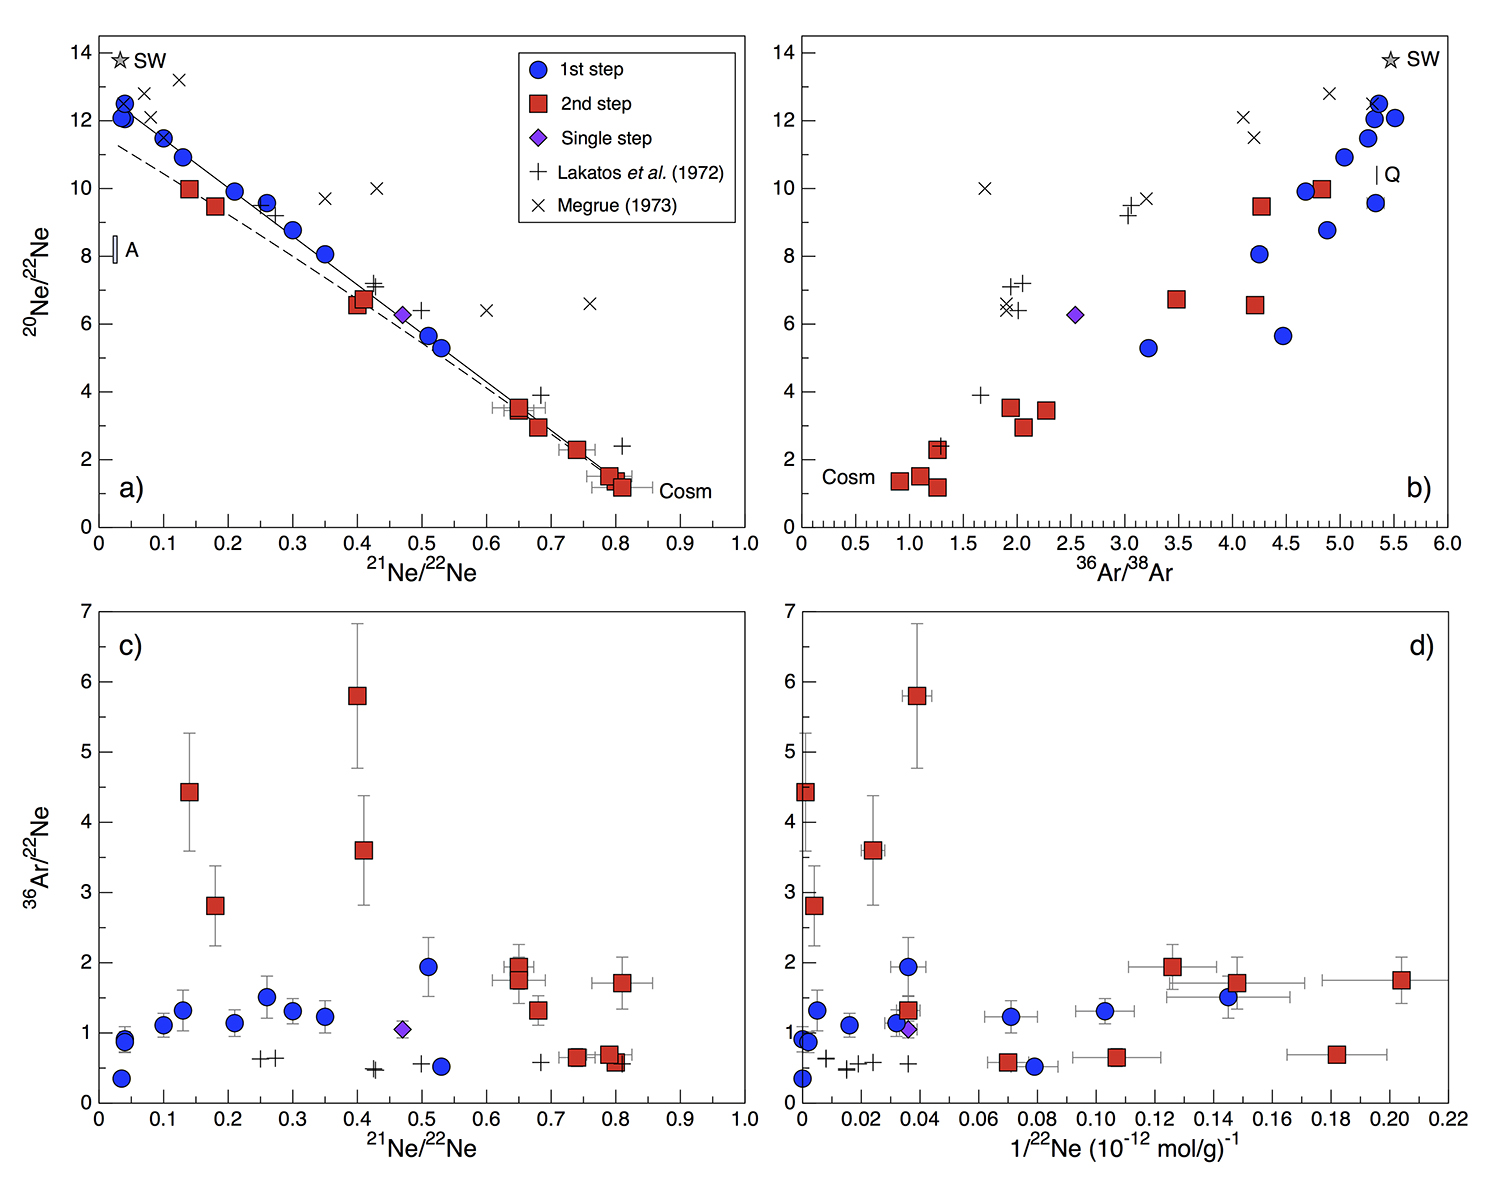 14
12
10
8
6
4
2
0
SW
A
Cosm
a)
1st step
2nd step
Single step
Lakatos et al. (1972)
Megrue (1973)
0 0.1 0.2 0.3 0.4 0.5 0.6 0.7 0.8 0.9 1.0
20Ne/22Ne
21Ne/22Ne
14
12
10
8
6
4
2
0
SW
Q
Cosm
b)
0 0.5 1.0 1.5 2.0 2.5 3.0 3.5 4.0 4.5 5.0 5.5 6.0
36Ar/38Ar
7
6
5
4
3
2
1
0
c)
0 0.1 0.2 0.3 0.4 0.5 0.6 0.7 0.8 0.9 1.0
36Ar/22Ne
21Ne/22Ne
7
6
5
4
3
2
1
0
d)
0 0.02 0.04 0.06 0.08 0.10 0.12 0.14 0.16 0.18 0.20 0.22
1/22Ne (10-12 mol/g)-1